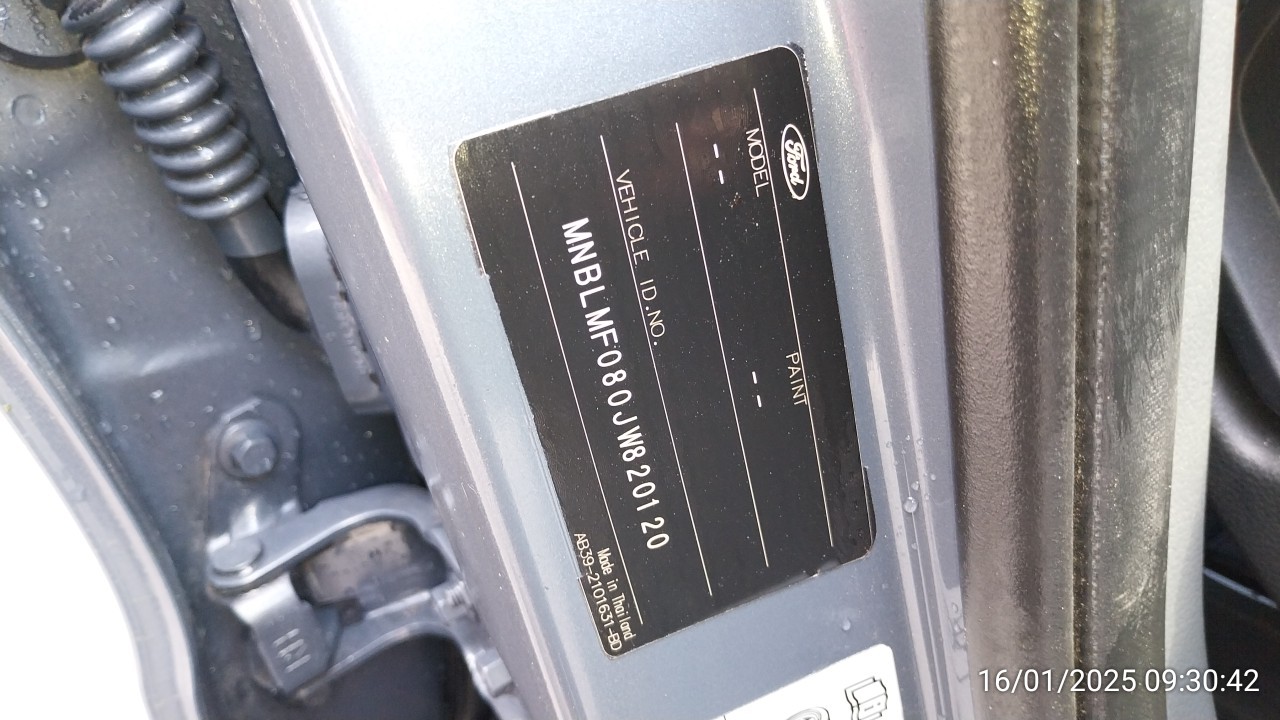 Ford
MODEL PAINT
-- --
VEHICLE ID.NO.
MNBLMF080JW820120
Made in Thailand
AB39-2101631-BD
16/01/2025 09:30:42